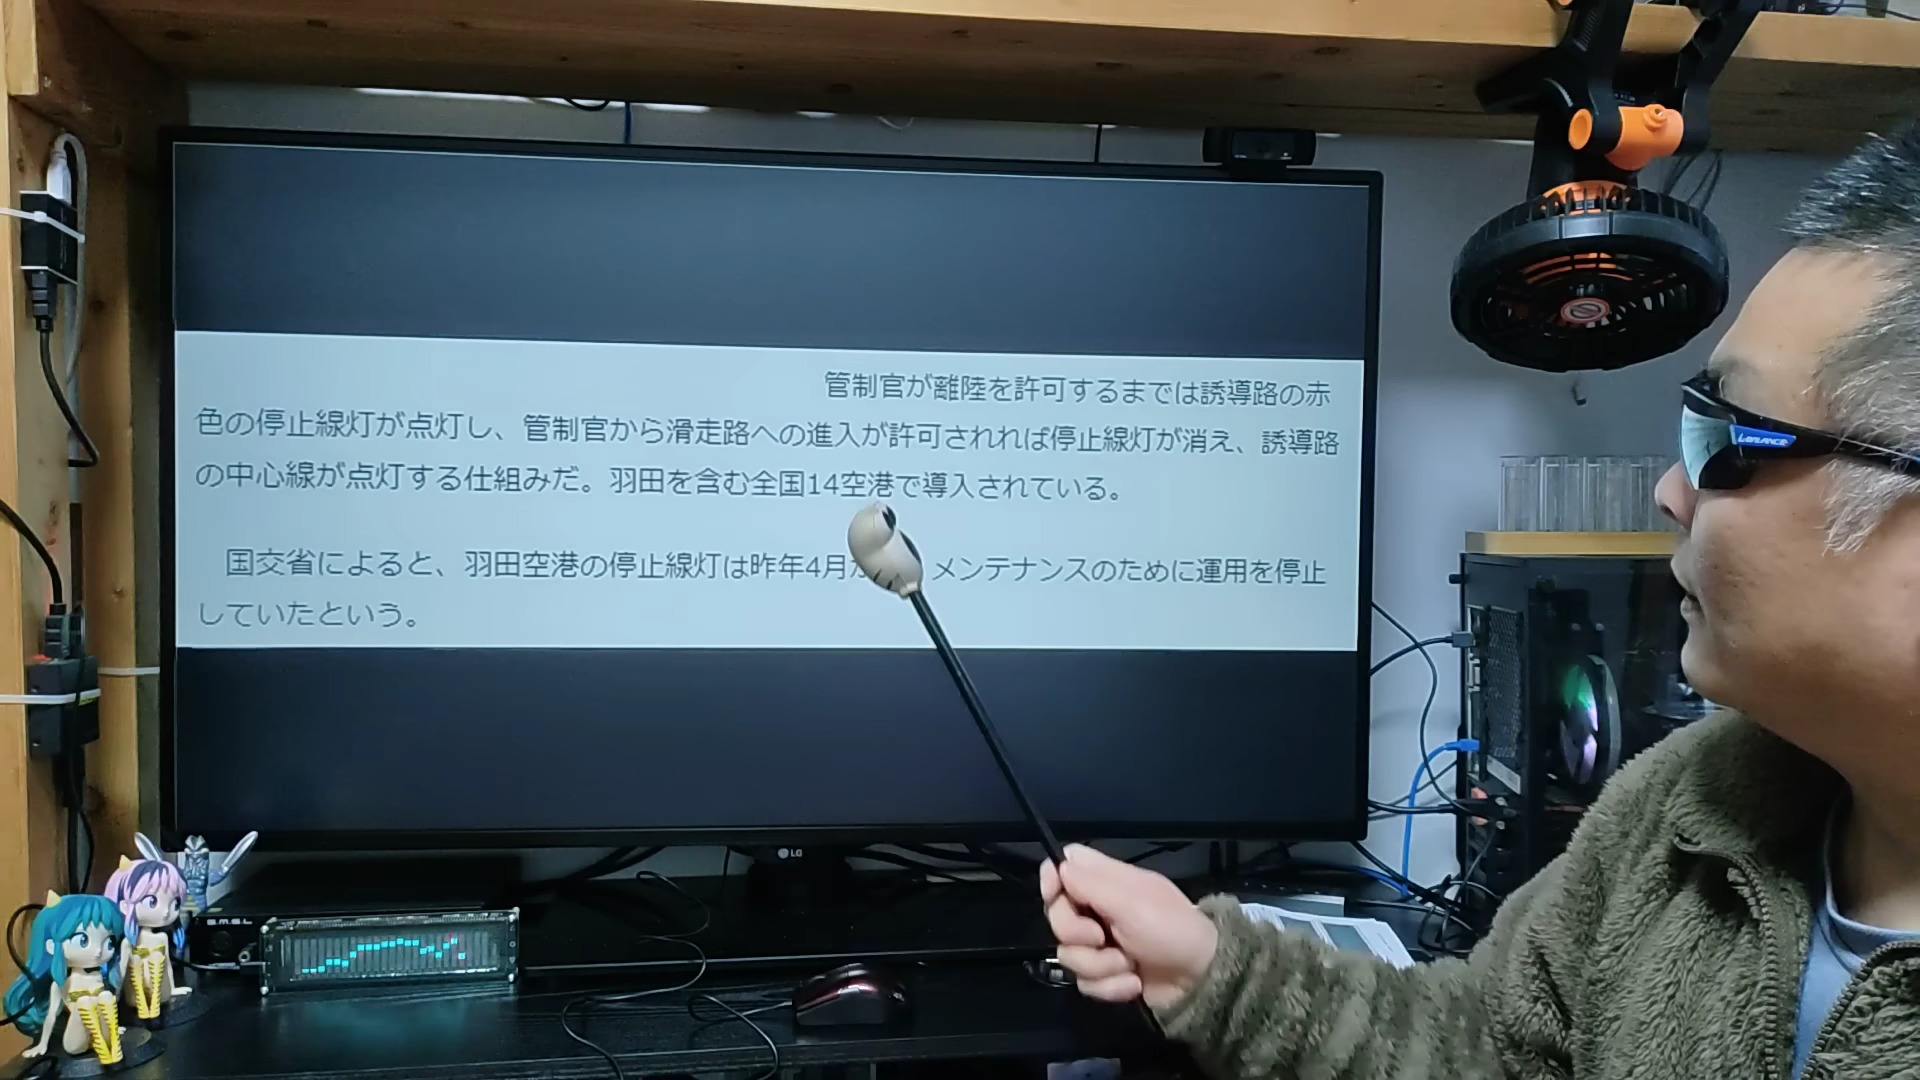 管制官が離陸を許可するまでは誘導路の赤
色の停止線灯が点灯し、管制官から滑走路への進入が許可されれば停止線灯が消え、誘導路
の中心線が点灯する仕組みだ。羽田を含む全国14空港で導入されている。
国交省によると、羽田空港の停止線灯は昨年4月か メンテナンスのために運用を停止
していたという。
LG
S.M.S.L